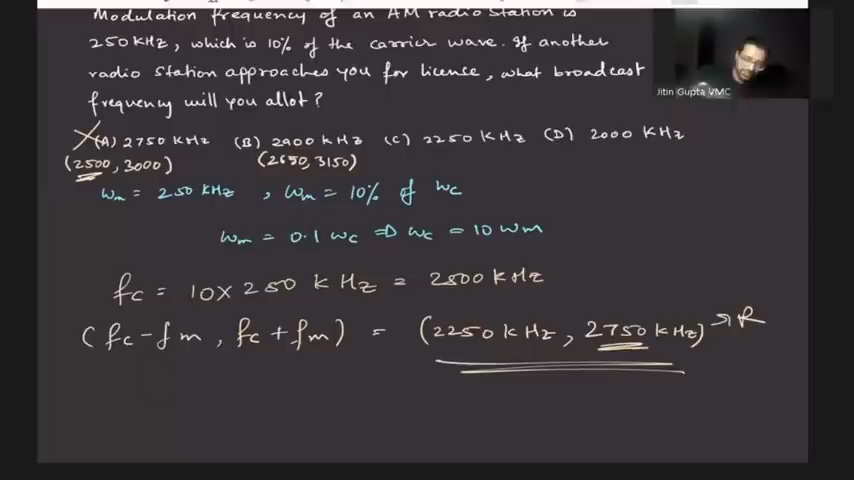 Modulation frequency of an AM radio station is
250 KHz, which is 10% of the carrier wave. If another
radio station approaches you for license, what broadcast
frequency will you allot?
Jitin Gupta VMC
(A) 2750 KHz (B) 2900 KHz (C) 2250 KHz (D) 2000 KHz
(2500, 3000) (2650, 3150)
ωm = 250 KHz , ωm = 10% of ωc
ωm = 0.1 ωc ⇒ ωc = 10 ωm
fc = 10 x 250 KHz = 2500 KHz
(fc - fm , fc + fm) = (2250 KHz, 2750 KHz) → R